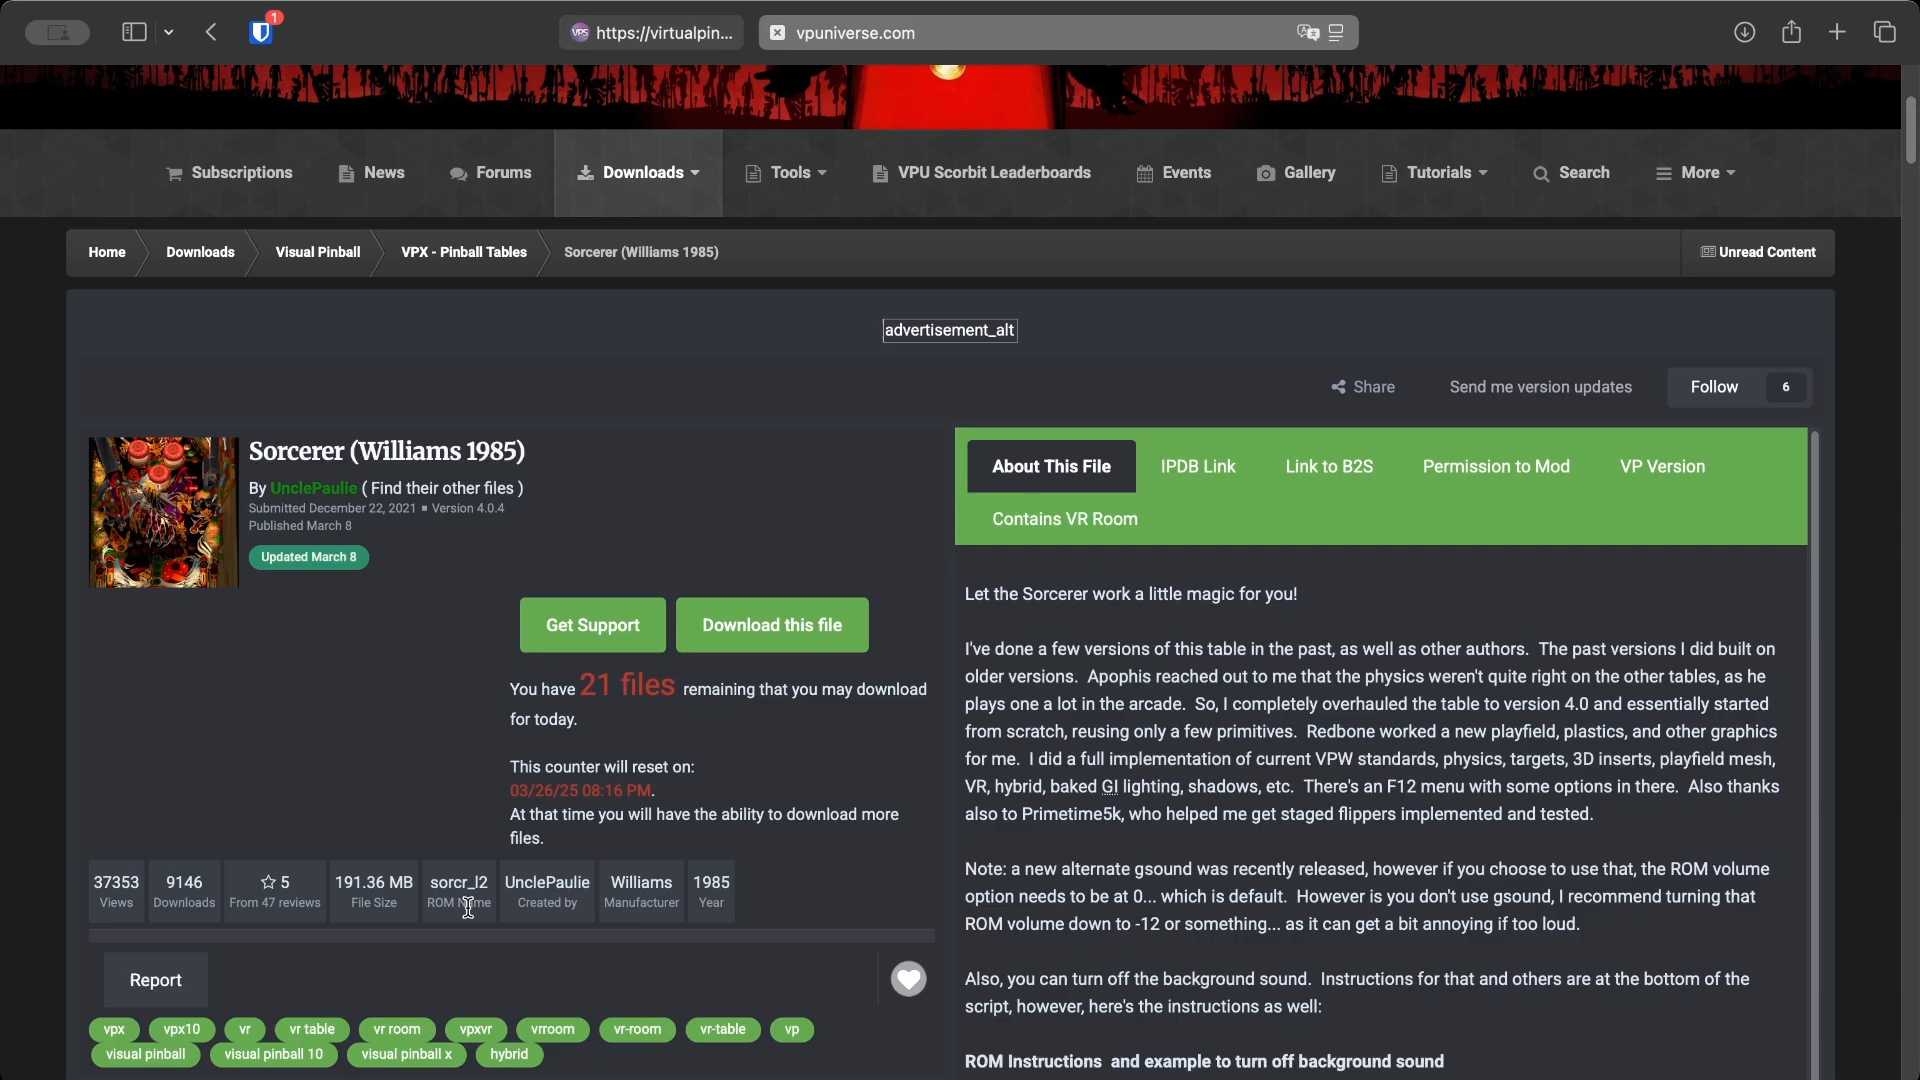 1
VPS https://virtualpin...
vpuniverse.com
Subscriptions
News
Forums
Downloads
Tools
VPU Scorbit Leaderboards
Events
Gallery
Tutorials
Search
More
Home
Downloads
Visual Pinball
VPX - Pinball Tables
Sorcerer (Williams 1985)
Unread Content
advertisement_alt
Share
Send me version updates
Follow
6
Sorcerer (Williams 1985)
By UnclePaulie ( Find their other files )
Submitted December 22, 2021 ▪ Version 4.0.4
Published March 8
Updated March 8
Get Support
Download this file
You have 21 files remaining that you may download
for today.
This counter will reset on:
03/26/25 08:16 PM.
At that time you will have the ability to download more
files.
37353
Views
9146
Downloads
5
From 47 reviews
191.36 MB
File Size
sorcr_l2
ROM Name
UnclePaulie
Created by
Williams
Manufacturer
1985
Year
Report
vpx
vpx10
vr
vr table
vr room
vpxvr
vrroom
vr-room
vr-table
vp
visual pinball
visual pinball 10
visual pinball x
hybrid
About This File
IPDB Link
Link to B2S
Permission to Mod
VP Version
Contains VR Room
Let the Sorcerer work a little magic for you!
I've done a few versions of this table in the past, as well as other authors. The past versions I did built on
older versions. Apophis reached out to me that the physics weren't quite right on the other tables, as he
plays one a lot in the arcade. So, I completely overhauled the table to version 4.0 and essentially started
from scratch, reusing only a few primitives. Redbone worked a new playfield, plastics, and other graphics
for me. I did a full implementation of current VPW standards, physics, targets, 3D inserts, playfield mesh,
VR, hybrid, baked GI lighting, shadows, etc. There's an F12 menu with some options in there. Also thanks
also to Primetime5k, who helped me get staged flippers implemented and tested.
Note: a new alternate gsound was recently released, however if you choose to use that, the ROM volume
option needs to be at 0... which is default. However is you don't use gsound, I recommend turning that
ROM volume down to -12 or something... as it can get a bit annoying if too loud.
Also, you can turn off the background sound. Instructions for that and others are at the bottom of the
script, however, here's the instructions as well:
ROM Instructions and example to turn off background sound